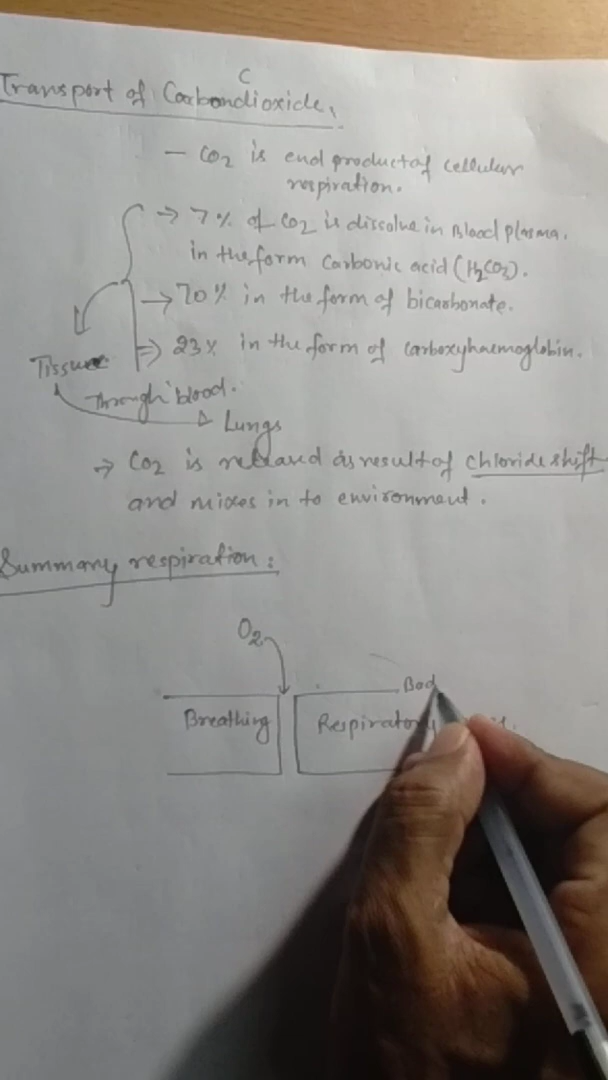 C
Transport of Carbondioxide.
- CO2 is end product of cellular
respiration.
→ 7% of CO2 is dissolve in Blood plasma.
in the form Carbonic acid (H2CO3).
→ 70% in the form of bicarbonate.
→ 23% in the form of carboxyhaemoglobin.
Tissue
Through blood.
Lungs
→ CO2 is released as result of chloride shift
and mixes in to environment.
Summary respiration:
O2
Bod
Breathing
Respiratory